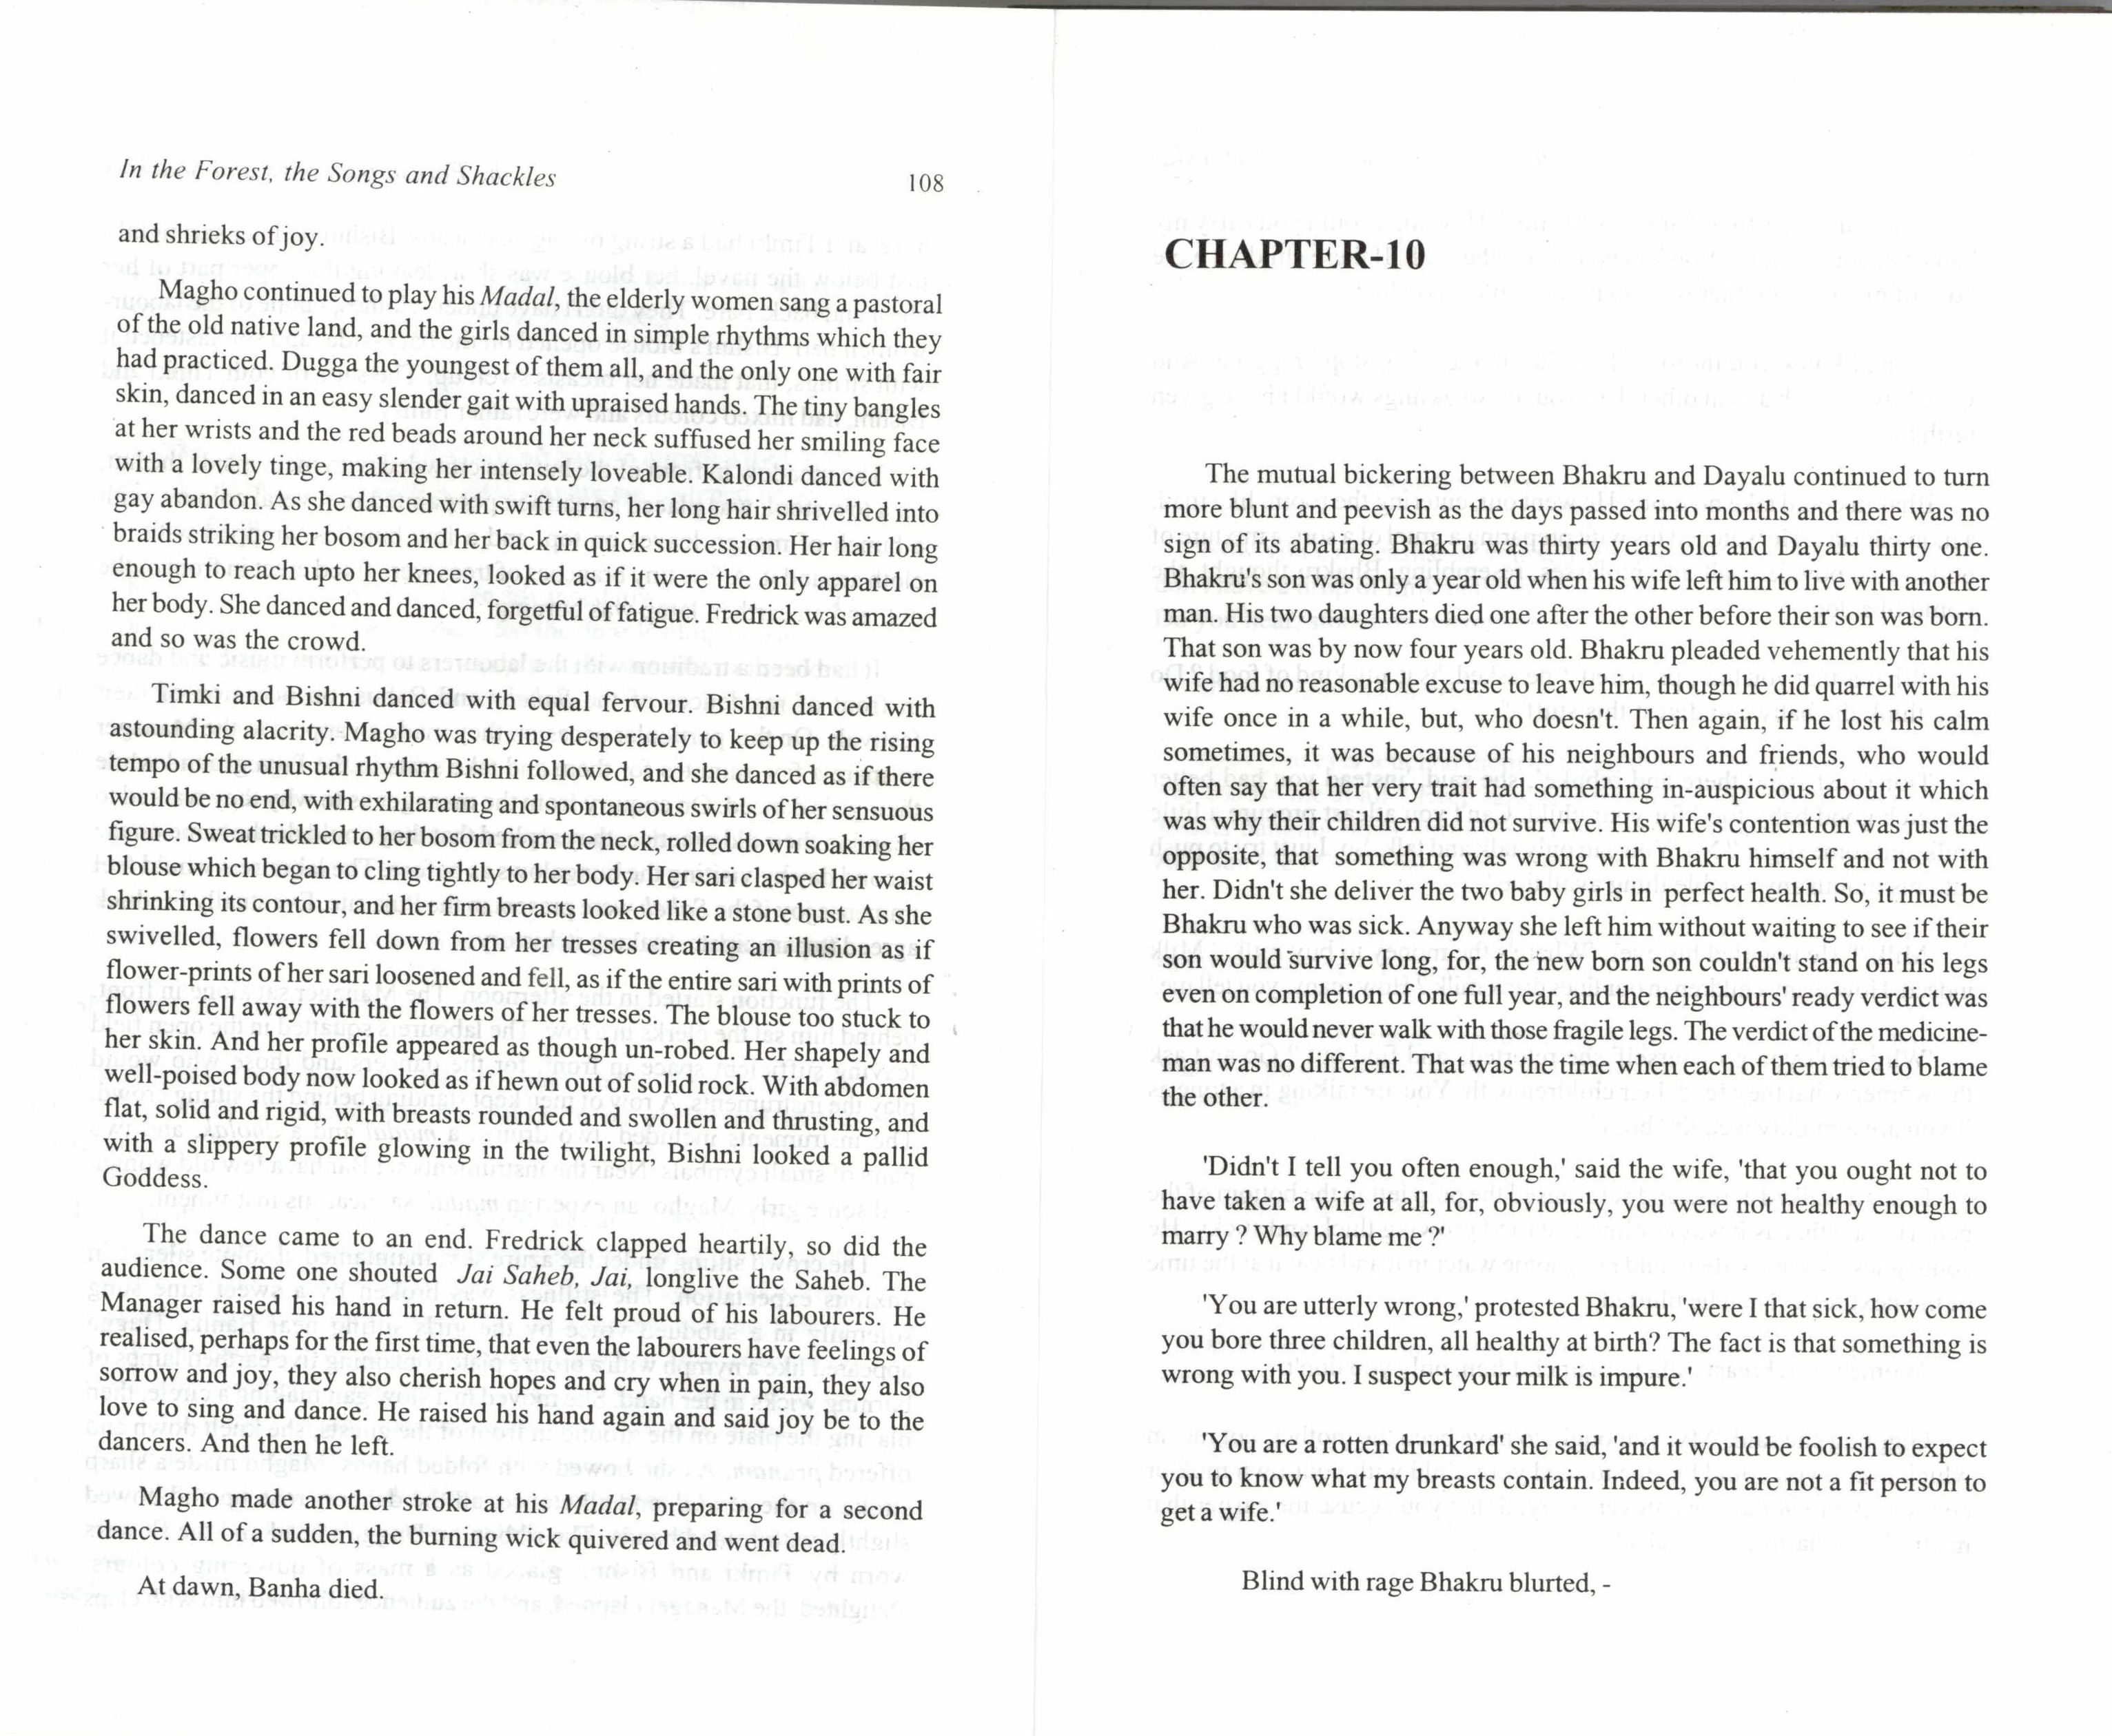 In the Forest, the Songs and Shackles 108
and shrieks of joy.
Magho continued to play his Madal, the elderly women sang a pastoral
of the old native land, and the girls danced in simple rhythms which they
had practiced. Dugga the youngest of them all, and the only one with fair
skin, danced in an easy slender gait with upraised hands. The tiny bangles
at her wrists and the red beads around her neck suffused her smiling face
with a lovely tinge, making her intensely loveable. Kalondi danced with
gay abandon. As she danced with swift turns, her long hair shrivelled into
braids striking her bosom and her back in quick succession. Her hair long
enough to reach upto her knees, looked as if it were the only apparel on
her body. She danced and danced, forgetful of fatigue. Fredrick was amazed
and so was the crowd.
Timki and Bishni danced with equal fervour. Bishni danced with
astounding alacrity. Magho was trying desperately to keep up the rising
tempo of the unusual rhythm Bishni followed, and she danced as if there
would be no end, with exhilarating and spontaneous swirls of her sensuous
figure. Sweat trickled to her bosom from the neck, rolled down soaking her
blouse which began to cling tightly to her body. Her sari clasped her waist
shrinking its contour, and her firm breasts looked like a stone bust. As she
swivelled, flowers fell down from her tresses creating an illusion as if
flower-prints of her sari loosened and fell, as if the entire sari with prints of
flowers fell away with the flowers of her tresses. The blouse too stuck to
her skin. And her profile appeared as though un-robed. Her shapely and
well-poised body now looked as if hewn out of solid rock. With abdomen
flat, solid and rigid, with breasts rounded and swollen and thrusting, and
with a slippery profile glowing in the twilight, Bishni looked a pallid
Goddess.
The dance came to an end. Fredrick clapped heartily, so did the
audience. Some one shouted Jai Saheb, Jai, longlive the Saheb. The
Manager raised his hand in return. He felt proud of his labourers. He
realised, perhaps for the first time, that even the labourers have feelings of
sorrow and joy, they also cherish hopes and cry when in pain, they also
love to sing and dance. He raised his hand again and said joy be to the
dancers. And then he left.
Magho made another stroke at his Madal, preparing for a second
dance. All of a sudden, the burning wick quivered and went dead.
At dawn, Banha died.
CHAPTER-10
The mutual bickering between Bhakru and Dayalu continued to turn
more blunt and peevish as the days passed into months and there was no
sign of its abating. Bhakru was thirty years old and Dayalu thirty one.
Bhakru's son was only a year old when his wife left him to live with another
man. His two daughters died one after the other before their son was born.
That son was by now four years old. Bhakru pleaded vehemently that his
wife had no reasonable excuse to leave him, though he did quarrel with his
wife once in a while, but, who doesn't. Then again, if he lost his calm
sometimes, it was because of his neighbours and friends, who would
often say that her very trait had something in-auspicious about it which
was why their children did not survive. His wife's contention was just the
opposite, that something was wrong with Bhakru himself and not with
her. Didn't she deliver the two baby girls in perfect health. So, it must be
Bhakru who was sick. Anyway she left him without waiting to see if their
son would survive long, for, the new born son couldn't stand on his legs
even on completion of one full year, and the neighbours' ready verdict was
that he would never walk with those fragile legs. The verdict of the medicine-
man was no different. That was the time when each of them tried to blame
the other.
'Didn't I tell you often enough,' said the wife, 'that you ought not to
have taken a wife at all, for, obviously, you were not healthy enough to
marry ? Why blame me ?'
'You are utterly wrong,' protested Bhakru, 'were I that sick, how come
you bore three children, all healthy at birth? The fact is that something is
wrong with you. I suspect your milk is impure.'
'You are a rotten drunkard' she said, 'and it would be foolish to expect
you to know what my breasts contain. Indeed, you are not a fit person to
get a wife.'
Blind with rage Bhakru blurted, -